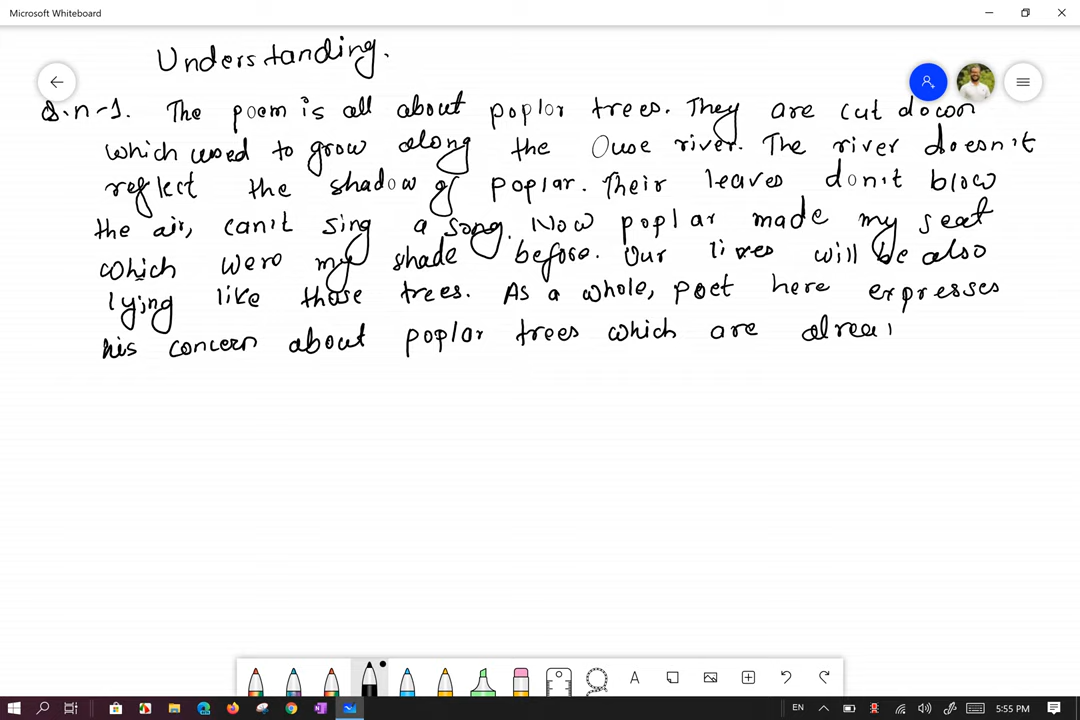 Microsoft Whiteboard
Understanding.
Q.n-1. The poem is all about poplor trees. They are cut down
which used to grow along the Ouse river. The river doesn't
reflect the shadow of poplar. Their leaves don't blow
the air, can't sing a song. Now poplar made my seat
which were my shade before. Our lives will be also
lying like those trees. As a whole, poet here expresses
his concern about poplar trees which are alrea
A
EN
5:55 PM